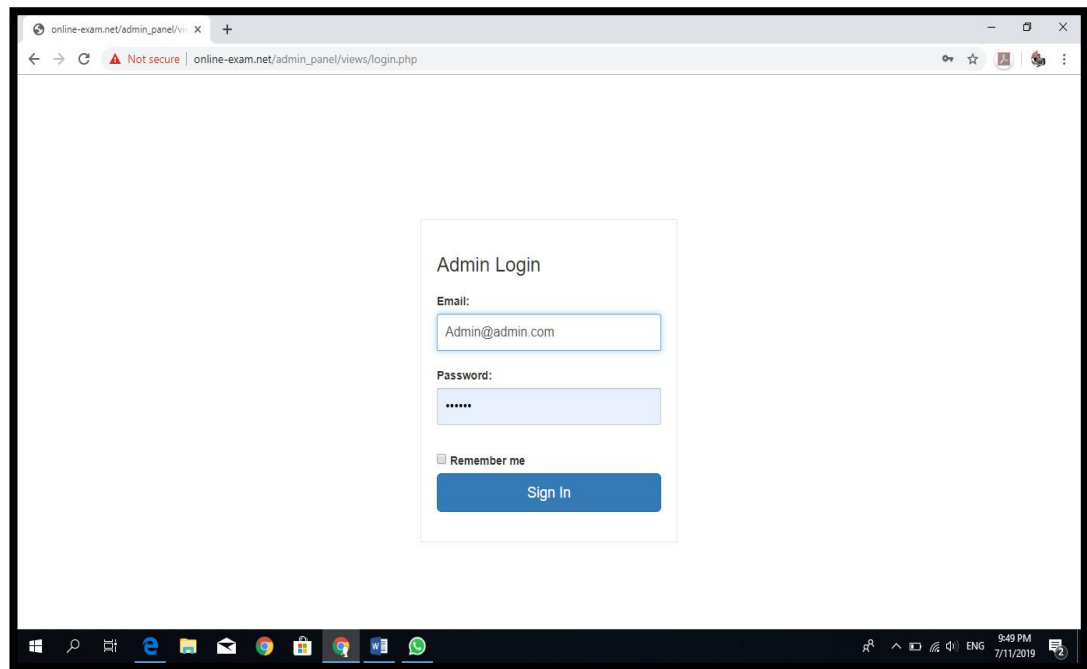 online-exam.net/admin_panel/vi
Not secure | online-exam.net/admin_panel/views/login.php
Admin Login
Email:
Admin@admin.com
Password:
••••••
Remember me
Sign In
ENG
9:49 PM
7/11/2019
2